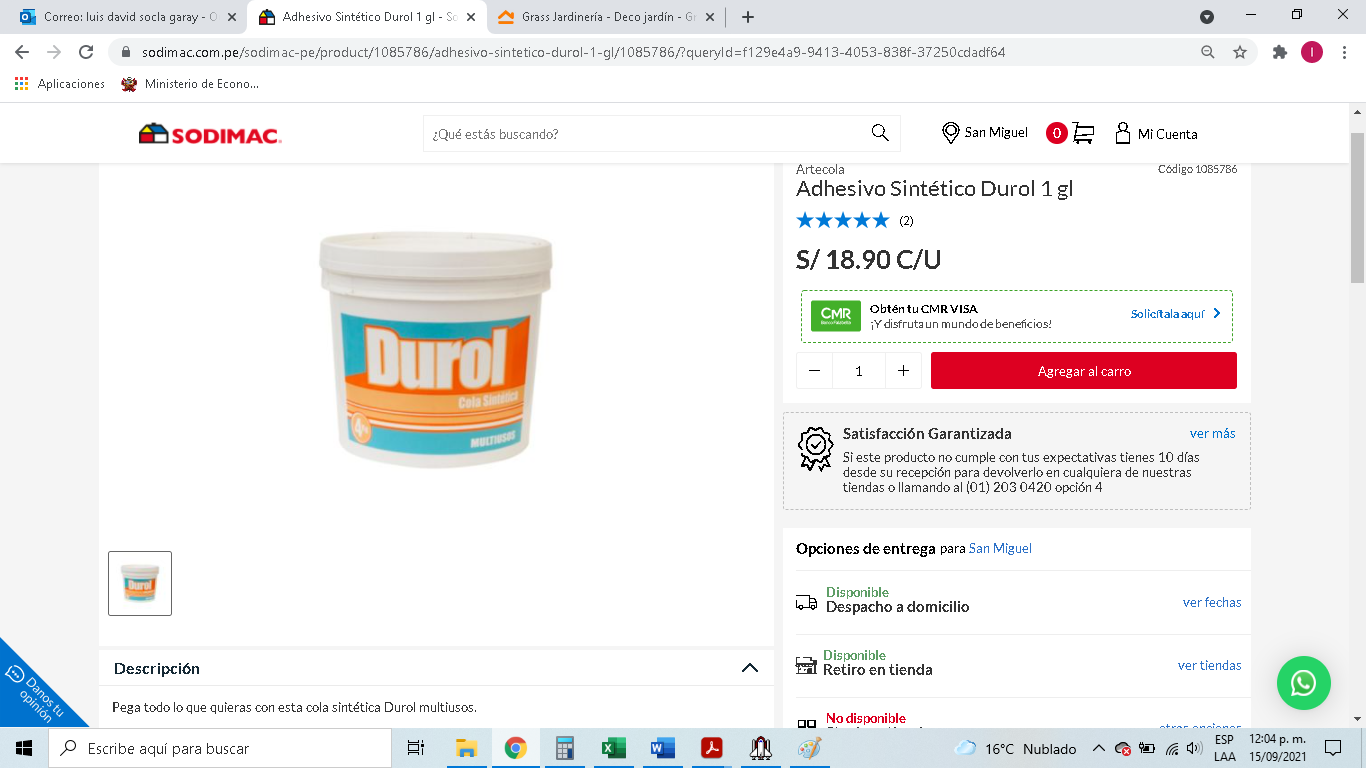 Correo: luis david socla garay - O
Adhesivo Sintético Durol 1 gl - So
Grass Jardinería - Deco jardín - Gr
sodimac.com.pe/sodimac-pe/product/1085786/adhesivo-sintetico-durol-1-gl/1085786/?queryId=f129e4a9-9413-4053-838f-37250cdadf64
I
Aplicaciones
Ministerio de Econo...
SODIMAC
¿Qué estás buscando?
San Miguel
0
Mi Cuenta
Artecola
Código 1085786
Adhesivo Sintético Durol 1 gl
(2)
S/ 18.90 C/U
CMR
Obtén tu CMR VISA
¡Y disfruta un mundo de beneficios!
Solicítala aquí
1
Agregar al carro
Durol
Cola Sintética
MULTIUSOS
Satisfacción Garantizada
ver más
Si este producto no cumple con tus expectativas tienes 10 días
desde su recepción para devolverlo en cualquiera de nuestras
tiendas o llamando al (01) 203 0420 opción 4
Opciones de entrega para San Miguel
Disponible
Despacho a domicilio
ver fechas
Durol
Disponible
Retiro en tienda
ver tiendas
No disponible
otras opciones
Descripción
Pega todo lo que quieras con esta cola sintética Durol multiusos.
Danos tu
opinión
Escribe aquí para buscar
16°C Nublado
ESP
LAA
12:04 p. m.
15/09/2021